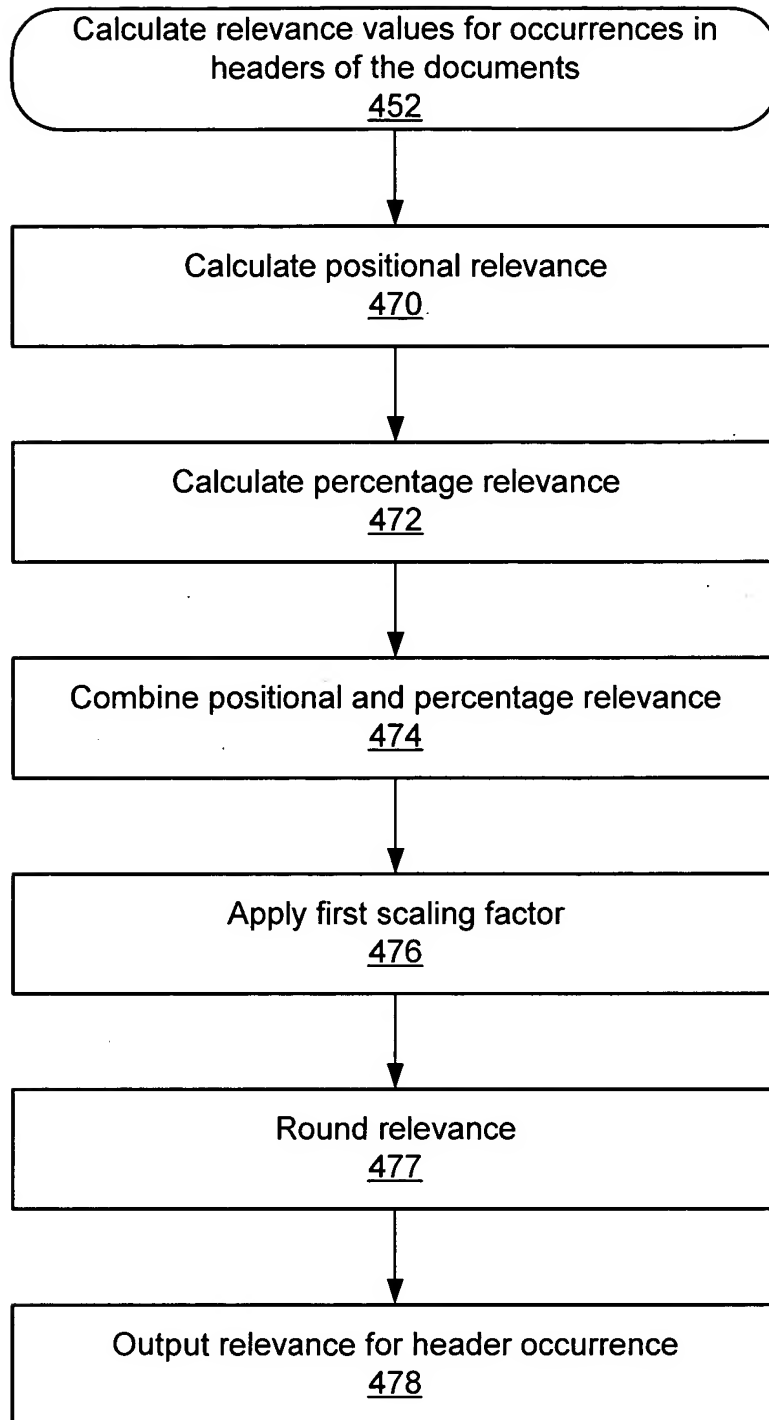 Calculate relevance values for occurrences in
headers of the documents
452
Calculate positional relevance
470
Calculate percentage relevance
472
Combine positional and percentage relevance
474
Apply first scaling factor
476
Round relevance
477
Output relevance for header occurrence
478